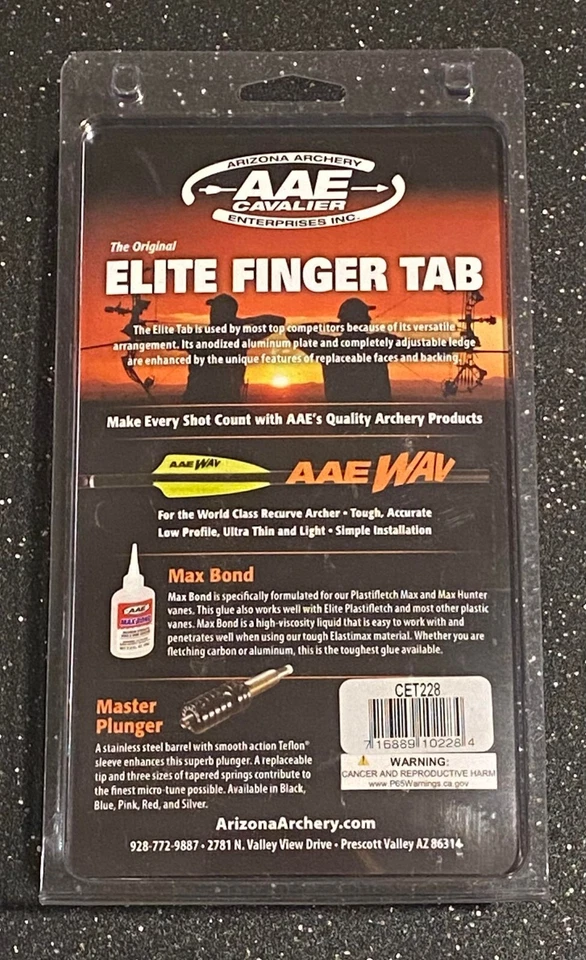 ARIZONA ARCHERY
AAE
CAVALIER
ENTERPRISES INC.
The Original
ELITE FINGER TAB
The Elite Tab is used by most top competitors because of its versatile
arrangement. Its anodized aluminum plate and completely adjustable ledge
are enhanced by the unique features of replaceable faces and backing.
Make Every Shot Count with AAE's Quality Archery Products
AAE WAV
AAE WAV
For the World Class Recurve Archer • Tough, Accurate
Low Profile, Ultra Thin and Light • Simple Installation
Max Bond
Max Bond is specifically formulated for our Plastifletch Max and Max Hunter
vanes. This glue also works well with Elite Plastifletch and most other plastic
vanes. Max Bond is a high-viscosity liquid that is easy to work with and
penetrates well when using our tough Elastimax material. Whether you are
fletching carbon or aluminum, this is the toughest glue available.
AAE
MAX BOND
Master
Plunger
A stainless steel barrel with smooth action Teflon®
sleeve enhances this superb plunger. A replaceable
tip and three sizes of tapered springs contribute to
the finest micro-tune possible. Available in Black,
Blue, Pink, Red, and Silver.
CET228
7 16889 10228 4
WARNING:
CANCER AND REPRODUCTIVE HARM
www.P65Warnings.ca.gov
ArizonaArchery.com
928-772-9887 • 2781 N. Valley View Drive • Prescott Valley AZ 86314